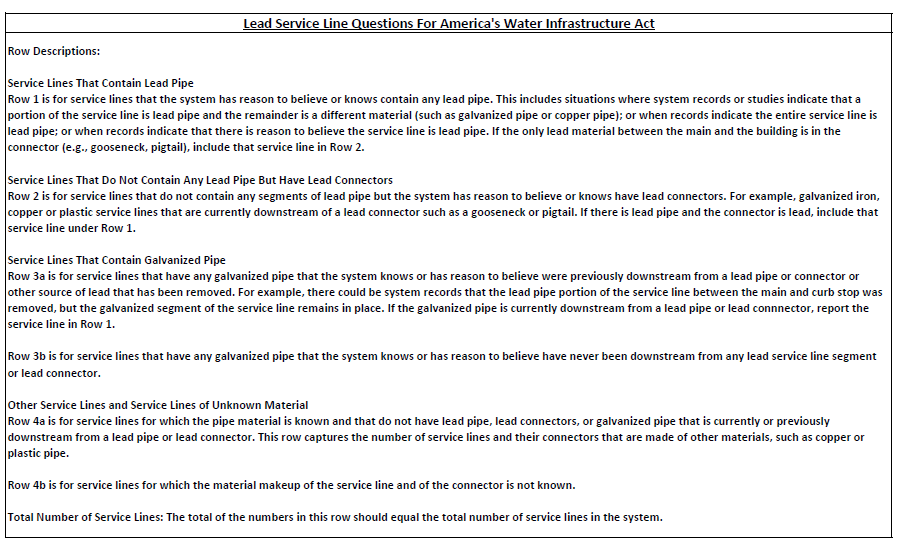 Lead Service Line Questions For America's Water Infrastructure Act
Row Descriptions:
Service Lines That Contain Lead Pipe
Row 1 is for service lines that the system has reason to believe or knows contain any lead pipe. This includes situations where system records or studies indicate that a
portion of the service line is lead pipe and the remainder is a different material (such as galvanized pipe or copper pipe); or when records indicate the entire service line is
lead pipe; or when records indicate that there is reason to believe the service line is lead pipe. If the only lead material between the main and the building is in the
connector (e.g., gooseneck, pigtail), include that service line in Row 2.
Service Lines That Do Not Contain Any Lead Pipe But Have Lead Connectors
Row 2 is for service lines that do not contain any segments of lead pipe but the system has reason to believe or knows have lead connectors. For example, galvanized iron,
copper or plastic service lines that are currently downstream of a lead connector such as a gooseneck or pigtail. If there is lead pipe and the connector is lead, include that
service line under Row 1.
Service Lines That Contain Galvanized Pipe
Row 3a is for service lines that have any galvanized pipe that the system knows or has reason to believe were previously downstream from a lead pipe or connector or
other source of lead that has been removed. For example, there could be system records that the lead pipe portion of the service line between the main and curb stop was
removed, but the galvanized segment of the service line remains in place. If the galvanized pipe is currently downstream from a lead pipe or lead connnector, report the
service line in Row 1.
Row 3b is for service lines that have any galvanized pipe that the system knows or has reason to believe have never been downstream from any lead service line segment
or lead connector.
Other Service Lines and Service Lines of Unknown Material
Row 4a is for service lines for which the pipe material is known and that do not have lead pipe, lead connectors, or galvanized pipe that is currently or previously
downstream from a lead pipe or lead connector. This row captures the number of service lines and their connectors that are made of other materials, such as copper or
plastic pipe.
Row 4b is for service lines for which the material makeup of the service line and of the connector is not known.
Total Number of Service Lines: The total of the numbers in this row should equal the total number of service lines in the system.